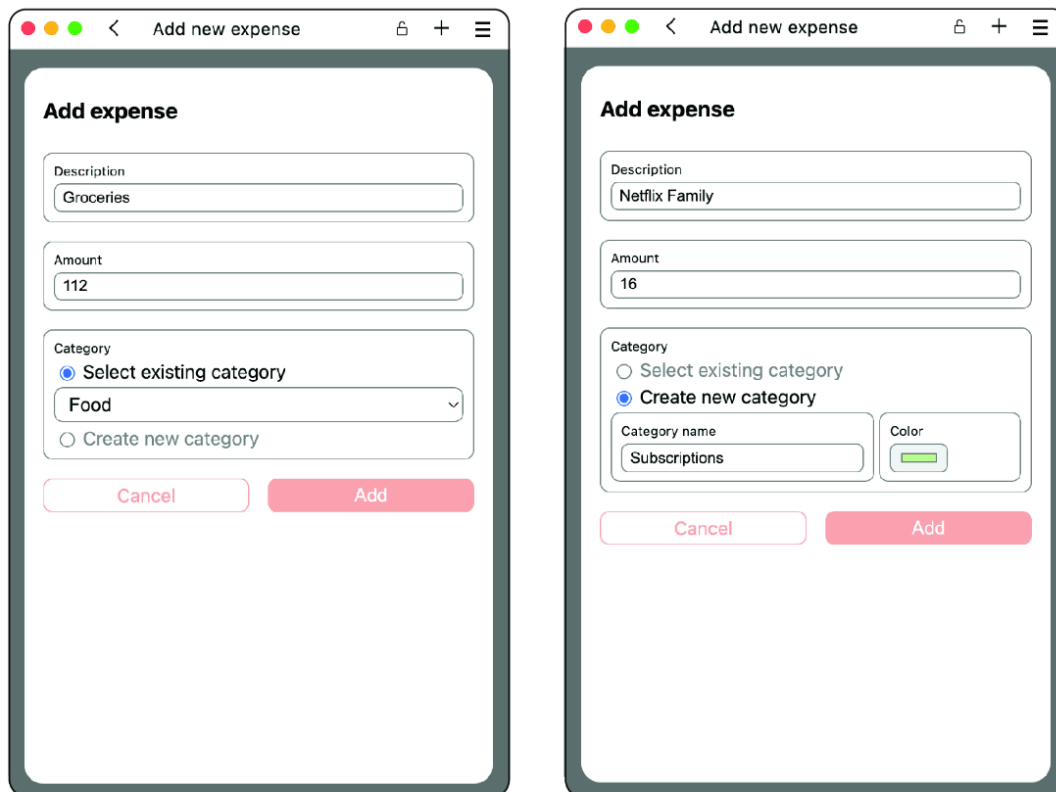 Add new expense
Add expense
Description
Groceries
Amount
112
Category
Select existing category
Food
Create new category
Cancel Add
Add new expense
Add expense
Description
Netflix Family
Amount
16
Category
Select existing category
Create new category
Category name Color
Subscriptions
Cancel Add